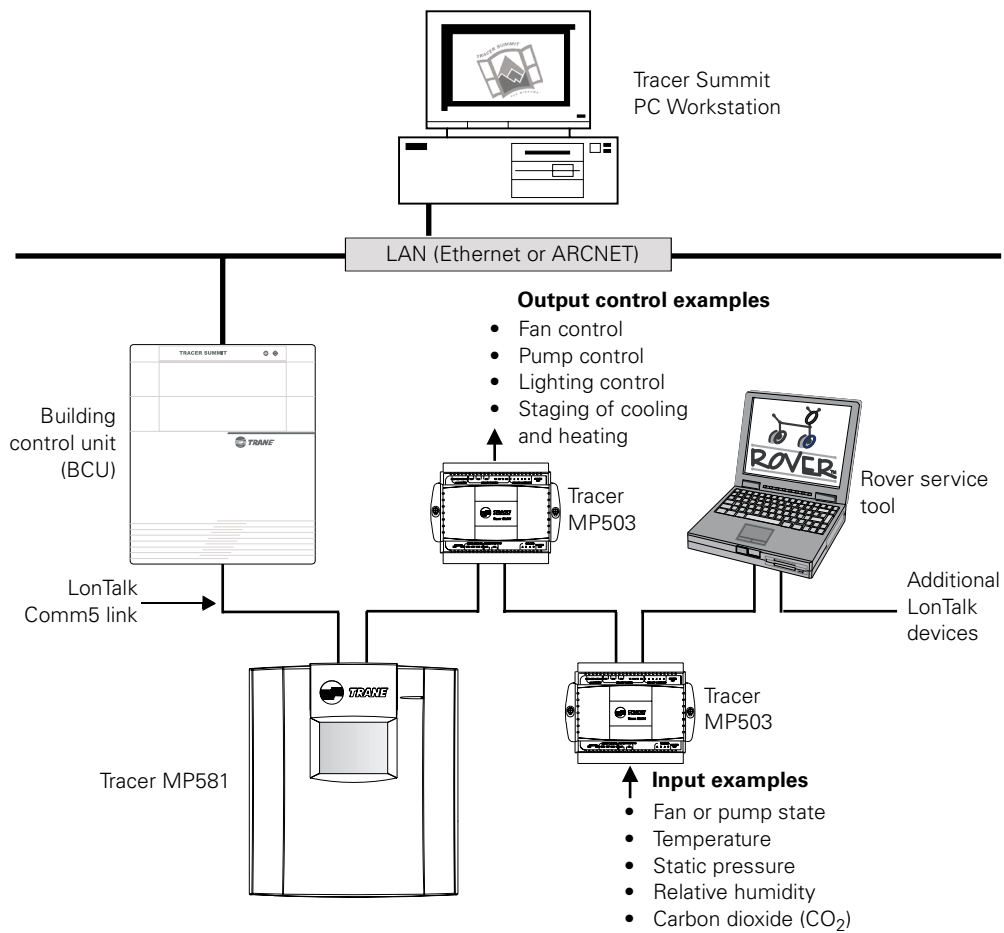 TRACER SUMMIT
Tracer Summit
PC Workstation
LAN (Ethernet or ARCNET)
Output control examples
• Fan control
• Pump control
• Lighting control
• Staging of cooling
and heating
TRACER SUMMIT
TRANE
Building
control unit
(BCU)
Tracer
MP503
ROVER
Rover service
tool
LonTalk
Comm5 link
Additional
LonTalk
devices
TRANE
Tracer MP581
Tracer
MP503
Input examples
• Fan or pump state
• Temperature
• Static pressure
• Relative humidity
• Carbon dioxide (CO2)